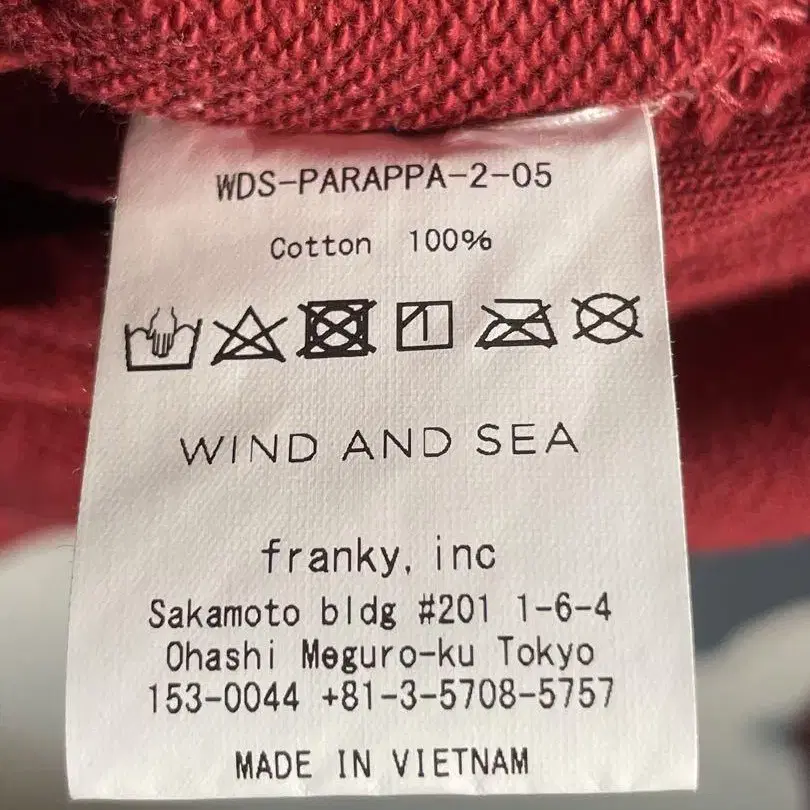 WDS-PARAPPA-2-05
Cotton 100%
WIND AND SEA
franky, inc
Sakamoto bldg #201 1-6-4
Ohashi Meguro-ku Tokyo
153-0044 +81-3-5708-5757
MADE IN VIETNAM